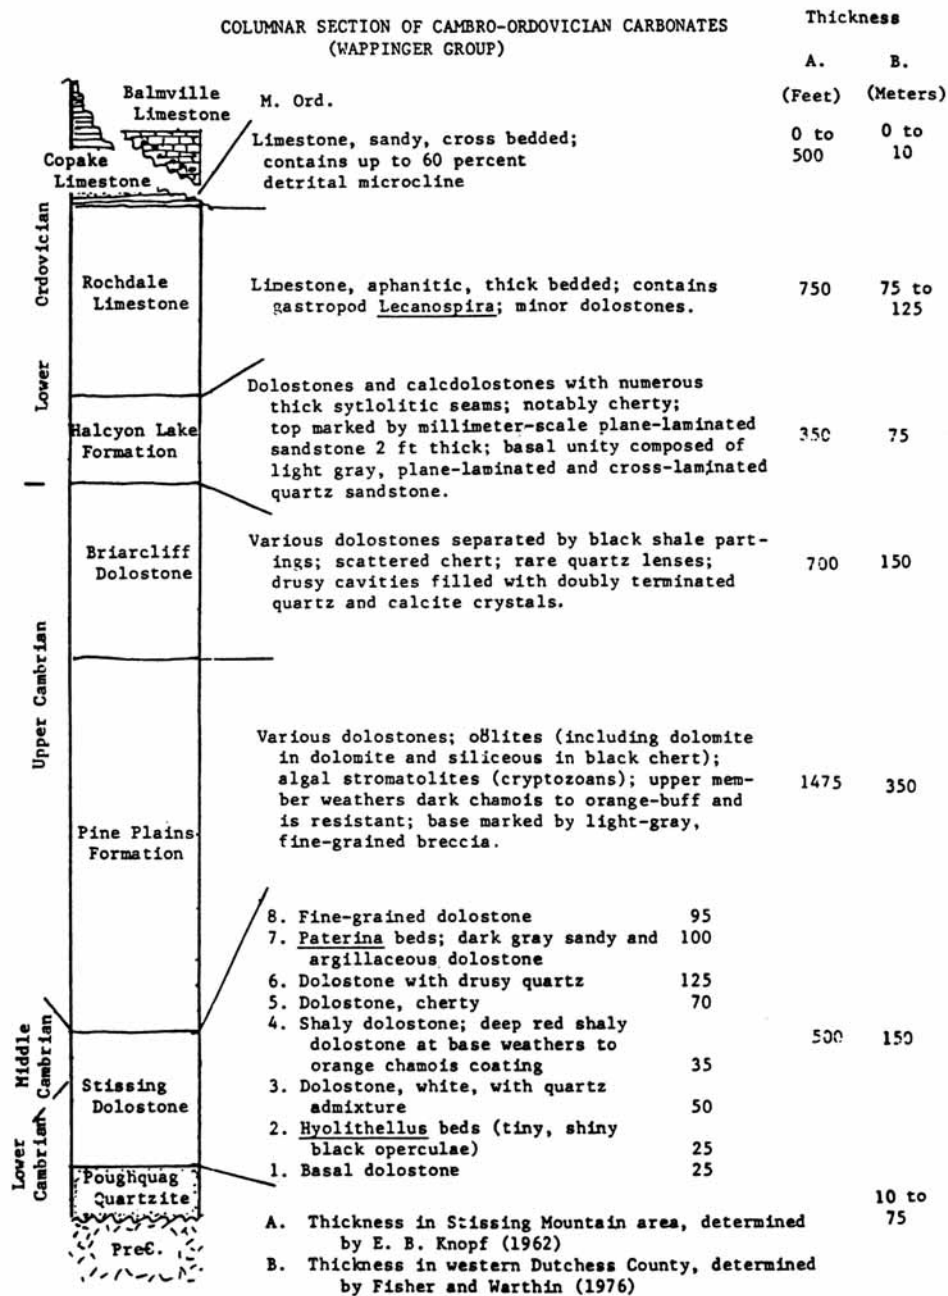 COLUMNAR SECTION OF CAMBRO-ORDOVICIAN CARBONATES
(WAPPINGER GROUP)
Thickness
A.
B.
(Feet)
(Meters)
Balmville
Limestone
M. Ord.
Copake
Limestone
Limestone, sandy, cross bedded;
contains up to 60 percent
detrital microcline
0 to
500
0 to
10
Lower Ordovician
Rochdale
Limestone
Limestone, aphanitic, thick bedded; contains
gastropod Lecanospira; minor dolostones.
750
75 to
125
Halcyon Lake
Formation
Dolostones and calcdolostones with numerous
thick sytlolitic seams; notably cherty;
top marked by millimeter-scale plane-laminated
sandstone 2 ft thick; basal unity composed of
light gray, plane-laminated and cross-laminated
quartz sandstone.
350
75
Upper Cambrian
Briarcliff
Dolostone
Various dolostones separated by black shale part-
ings; scattered chert; rare quartz lenses;
drusy cavities filled with doubly terminated
quartz and calcite crystals.
700
150
Pine Plains
Formation
Various dolostones; oölites (including dolomite
in dolomite and siliceous in black chert);
algal stromatolites (cryptozoans); upper mem-
ber weathers dark chamois to orange-buff and
is resistant; base marked by light-gray,
fine-grained breccia.
1475
350
Middle
Cambrian
Lower
Cambrian
Stissing
Dolostone
8. Fine-grained dolostone 95
7. Paterina beds; dark gray sandy and 100
argillaceous dolostone
6. Dolostone with drusy quartz 125
5. Dolostone, cherty 70
4. Shaly dolostone; deep red shaly
dolostone at base weathers to
orange chamois coating 35
3. Dolostone, white, with quartz
admixture 50
2. Hyolithellus beds (tiny, shiny
black operculae) 25
1. Basal dolostone 25
500
150
Poughquag
Quartzite
10 to
75
PreЄ.
A. Thickness in Stissing Mountain area, determined
by E. B. Knopf (1962)
B. Thickness in western Dutchess County, determined
by Fisher and Warthin (1976)